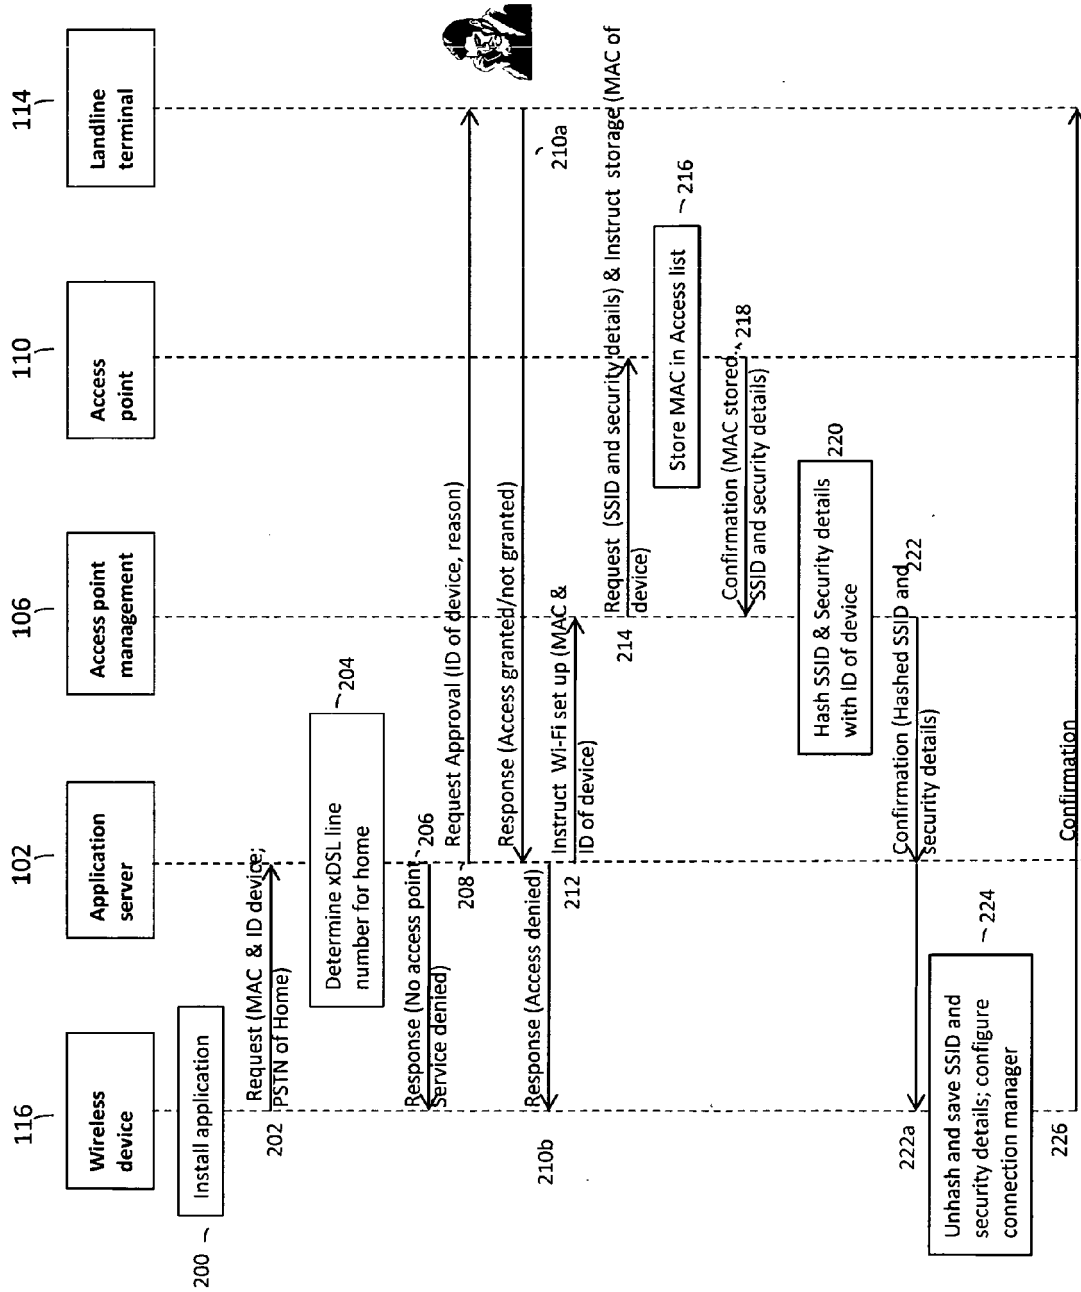 116
102
106
110
114
Wireless
device
Application
server
Access point
management
Access
point
Landline
terminal
200
Install application
Request (MAC & ID device;
PSTN of Home)
202
204
Determine xDSL line
number for home
Response (No access point
Service denied)
206
208
Request Approval (ID of device, reason)
Response (Access granted/not granted)
210a
Response (Access denied)
210b
Instruct Wi-Fi set up (MAC &
ID of device)
212
Request (SSID and security details) & Instruct storage (MAC of
device)
214
Store MAC in Access list
216
Confirmation (MAC stored
SSID and security details)
218
Hash SSID & Security details
with ID of device
220
Confirmation (Hashed SSID and
security details)
222
222a
Unhash and save SSID and
security details; configure
connection manager
224
Confirmation
226